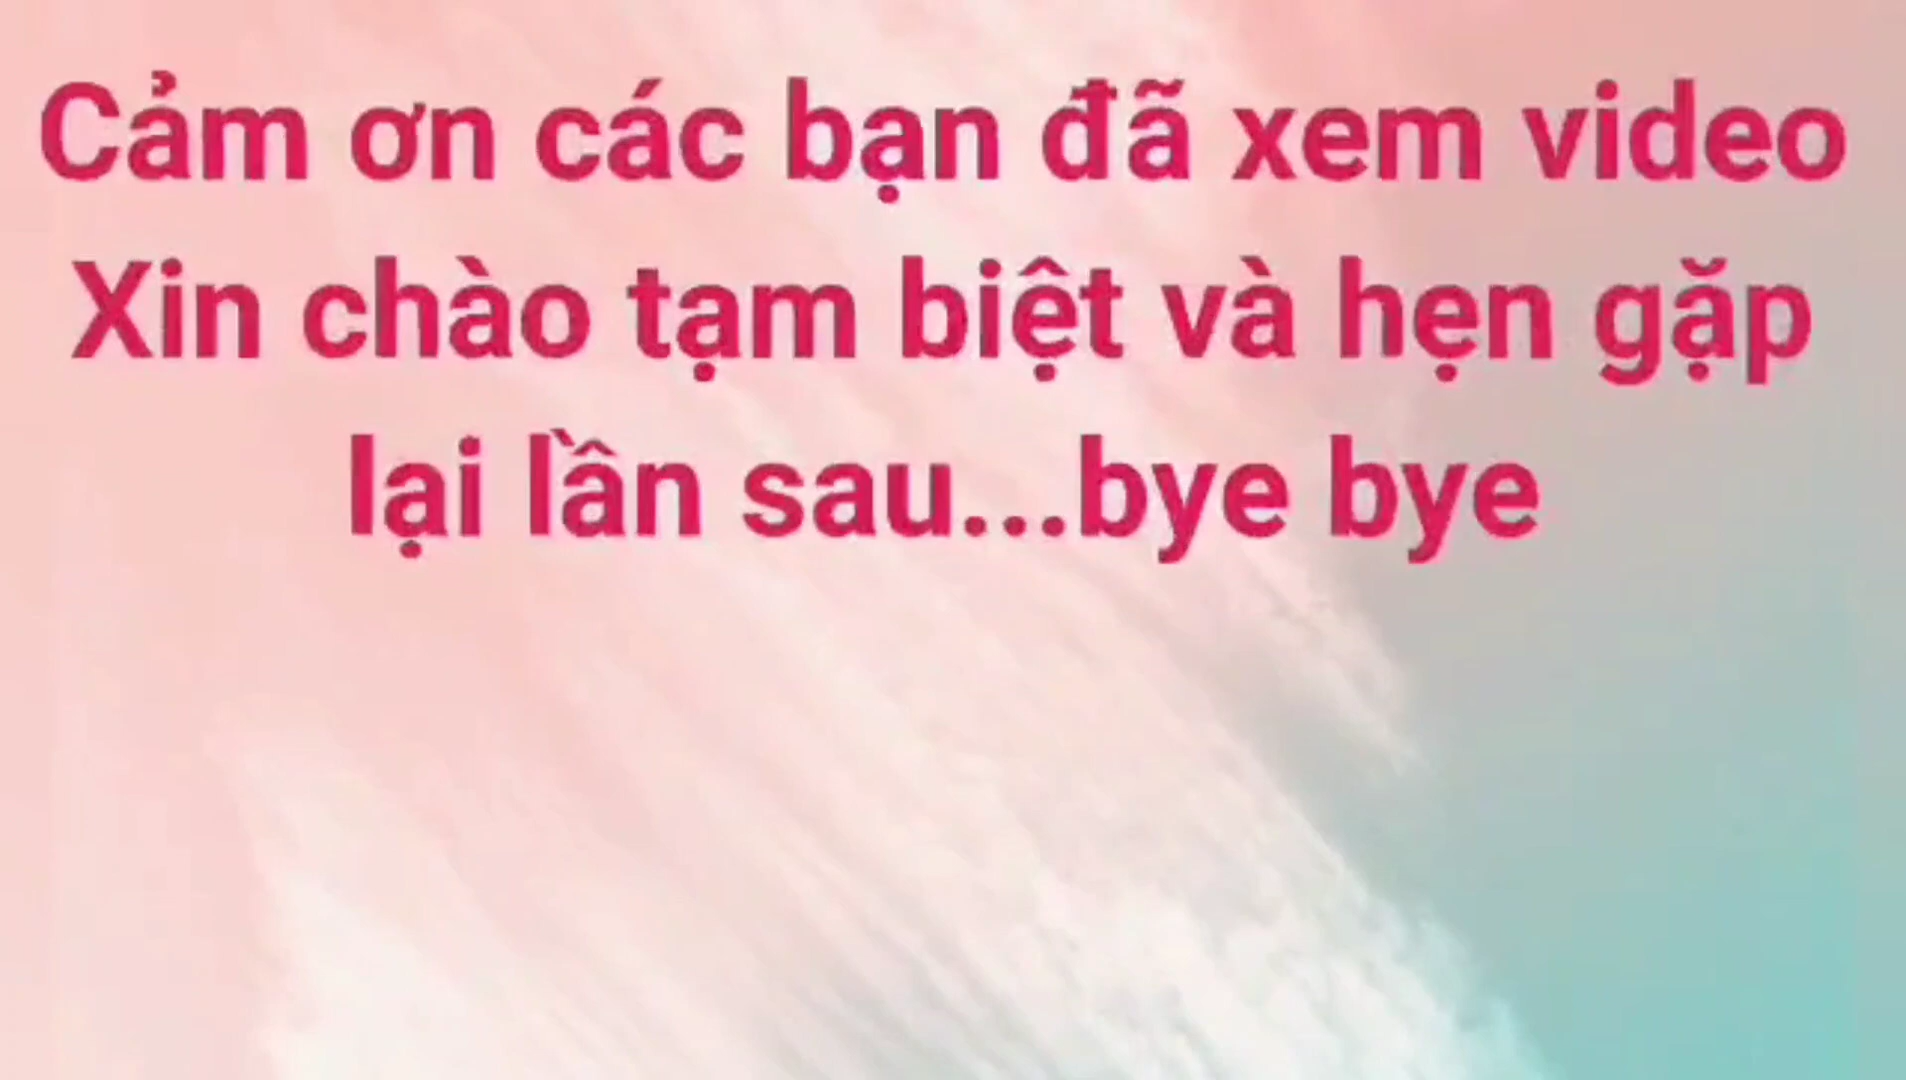 Cảm ơn các bạn đã xem video
Xin chào tạm biệt và hẹn gặp
lại lần sau...bye bye